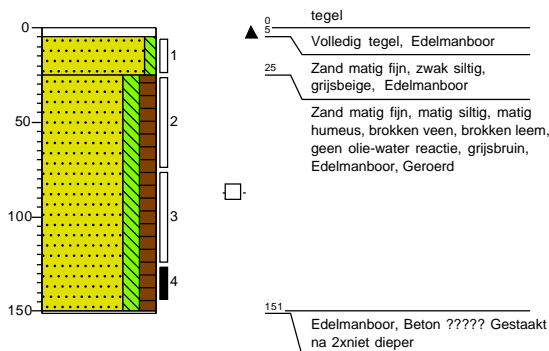 0
50
100
150
1
2
3
4
0
tegel
5
Volledig tegel, Edelmanboor
25
Zand matig fijn, zwak siltig,
grijsbeige, Edelmanboor
Zand matig fijn, matig siltig, matig
humeus, brokken veen, brokken leem,
geen olie-water reactie, grijsbruin,
Edelmanboor, Geroerd
151
Edelmanboor, Beton ????? Gestaakt
na 2xniet dieper